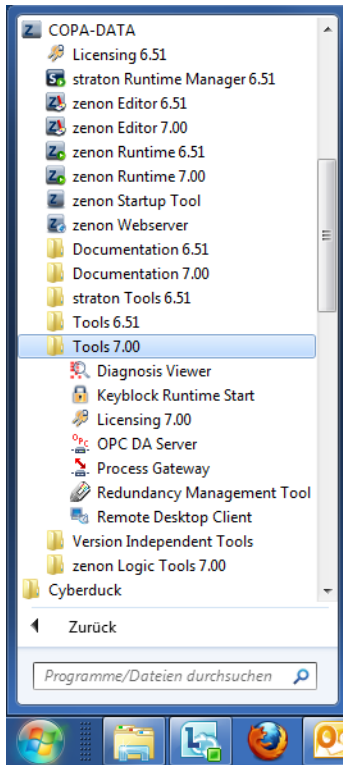 COPA-DATA
Licensing 6.51
straton Runtime Manager 6.51
zenon Editor 6.51
zenon Editor 7.00
zenon Runtime 6.51
zenon Runtime 7.00
zenon Startup Tool
zenon Webserver
Documentation 6.51
Documentation 7.00
straton Tools 6.51
Tools 6.51
Tools 7.00
Diagnosis Viewer
Keyblock Runtime Start
Licensing 7.00
OPC DA Server
Process Gateway
Redundancy Management Tool
Remote Desktop Client
Version Independent Tools
zenon Logic Tools 7.00
Cyberduck
Zurück
Programme/Dateien durchsuchen